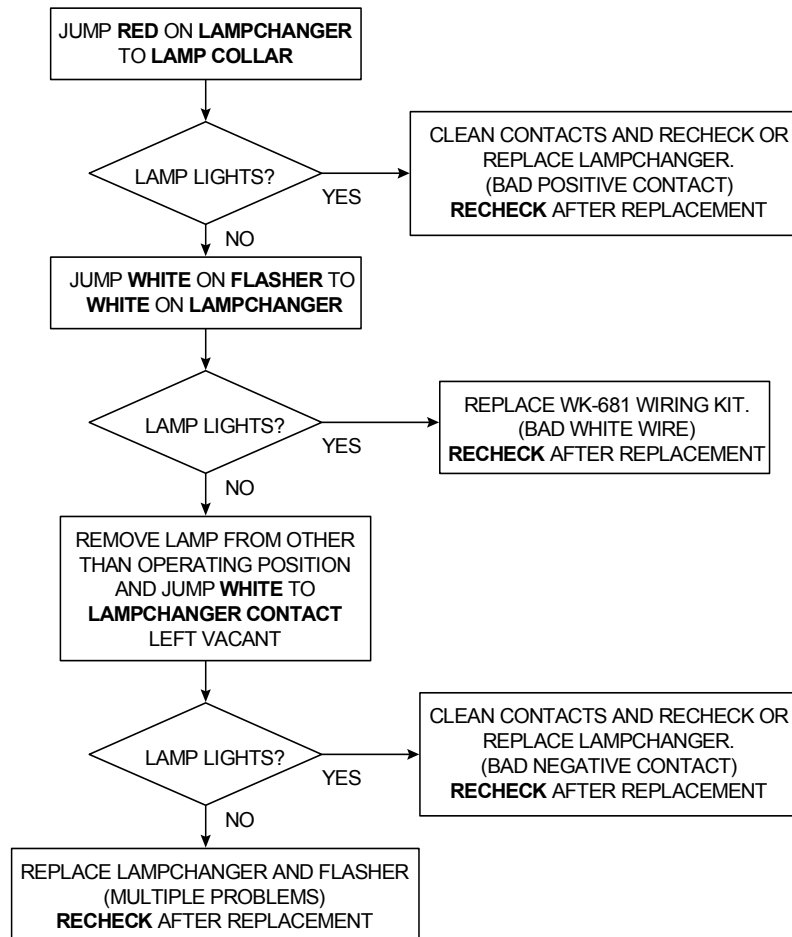 JUMP RED ON LAMPCHANGER
TO LAMP COLLAR
LAMP LIGHTS?
YES
CLEAN CONTACTS AND RECHECK OR
REPLACE LAMPCHANGER.
(BAD POSITIVE CONTACT)
RECHECK AFTER REPLACEMENT
NO
JUMP WHITE ON FLASHER TO
WHITE ON LAMPCHANGER
LAMP LIGHTS?
YES
REPLACE WK-681 WIRING KIT.
(BAD WHITE WIRE)
RECHECK AFTER REPLACEMENT
NO
REMOVE LAMP FROM OTHER
THAN OPERATING POSITION
AND JUMP WHITE TO
LAMPCHANGER CONTACT
LEFT VACANT
LAMP LIGHTS?
YES
CLEAN CONTACTS AND RECHECK OR
REPLACE LAMPCHANGER.
(BAD NEGATIVE CONTACT)
RECHECK AFTER REPLACEMENT
NO
REPLACE LAMPCHANGER AND FLASHER
(MULTIPLE PROBLEMS)
RECHECK AFTER REPLACEMENT